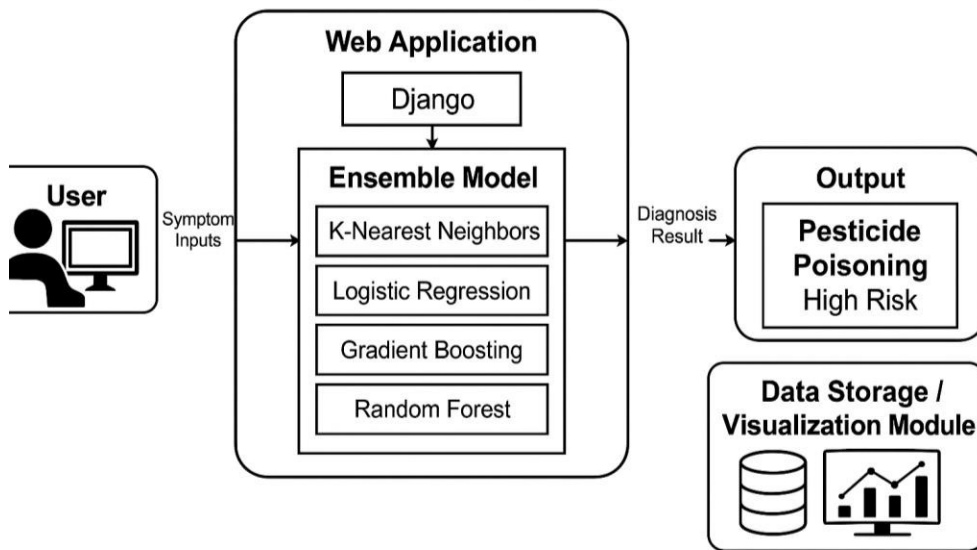 Web Application
Django
Ensemble Model
K-Nearest Neighbors
Logistic Regression
Gradient Boosting
Random Forest
User
Symptom
Inputs
Diagnosis
Result
Output
Pesticide
Poisoning
High Risk
Data Storage /
Visualization Module